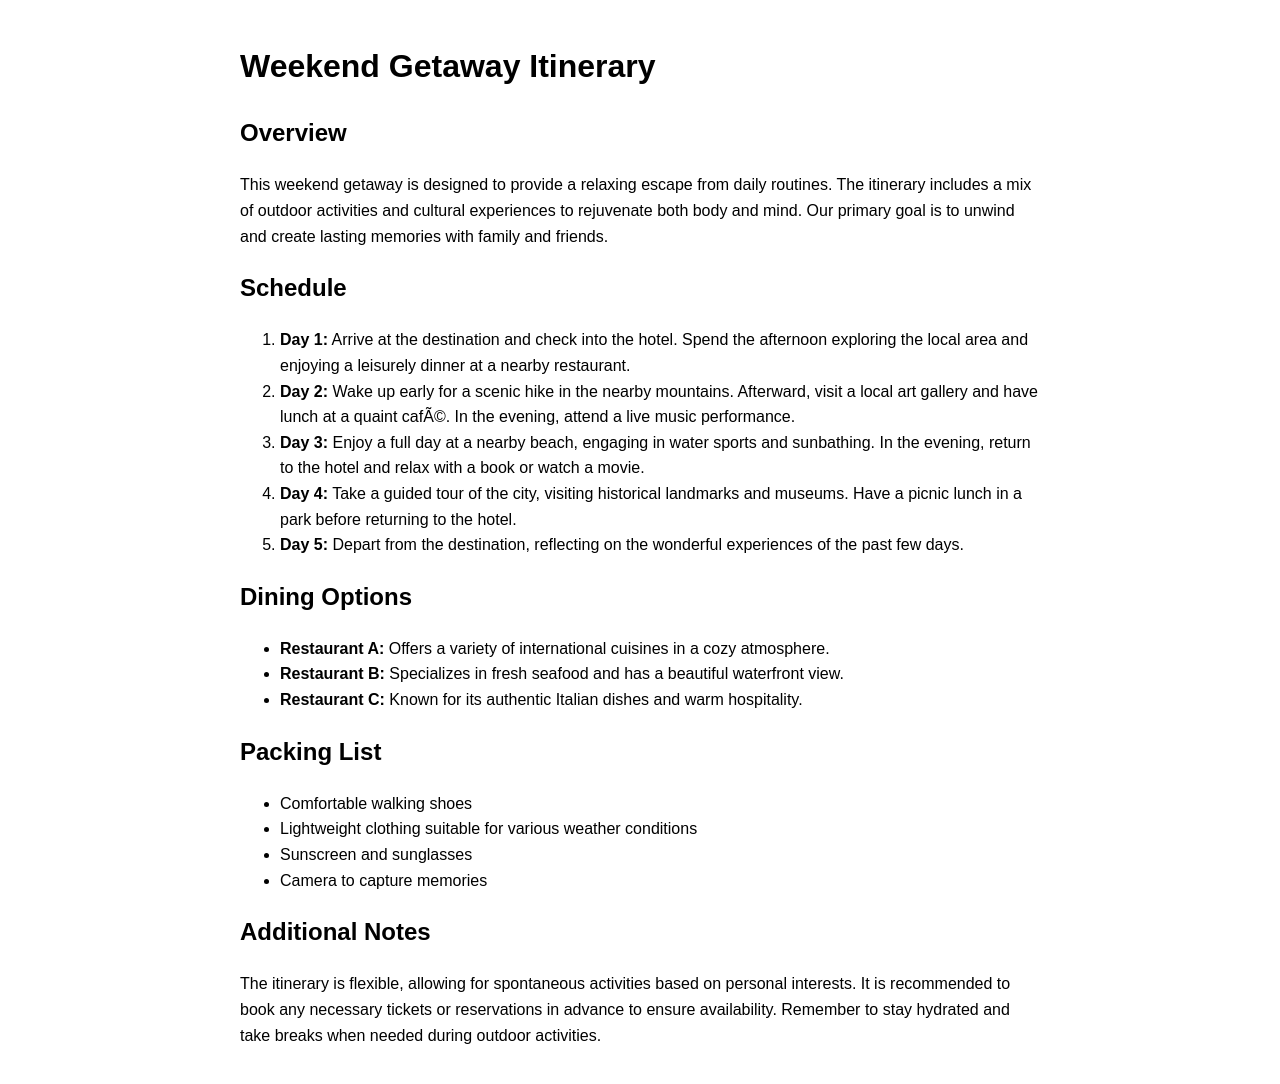 Weekend Getaway Itinerary
Overview
This weekend getaway is designed to provide a relaxing escape from daily routines. The itinerary includes a mix
of outdoor activities and cultural experiences to rejuvenate both body and mind. Our primary goal is to unwind
and create lasting memories with family and friends.
Schedule
1. Day 1: Arrive at the destination and check into the hotel. Spend the afternoon exploring the local area and
enjoying a leisurely dinner at a nearby restaurant.
2. Day 2: Wake up early for a scenic hike in the nearby mountains. Afterward, visit a local art gallery and have
lunch at a quaint cafÃ©. In the evening, attend a live music performance.
3. Day 3: Enjoy a full day at a nearby beach, engaging in water sports and sunbathing. In the evening, return
to the hotel and relax with a book or watch a movie.
4. Day 4: Take a guided tour of the city, visiting historical landmarks and museums. Have a picnic lunch in a
park before returning to the hotel.
5. Day 5: Depart from the destination, reflecting on the wonderful experiences of the past few days.
Dining Options
• Restaurant A: Offers a variety of international cuisines in a cozy atmosphere.
• Restaurant B: Specializes in fresh seafood and has a beautiful waterfront view.
• Restaurant C: Known for its authentic Italian dishes and warm hospitality.
Packing List
• Comfortable walking shoes
• Lightweight clothing suitable for various weather conditions
• Sunscreen and sunglasses
• Camera to capture memories
Additional Notes
The itinerary is flexible, allowing for spontaneous activities based on personal interests. It is recommended to
book any necessary tickets or reservations in advance to ensure availability. Remember to stay hydrated and
take breaks when needed during outdoor activities.